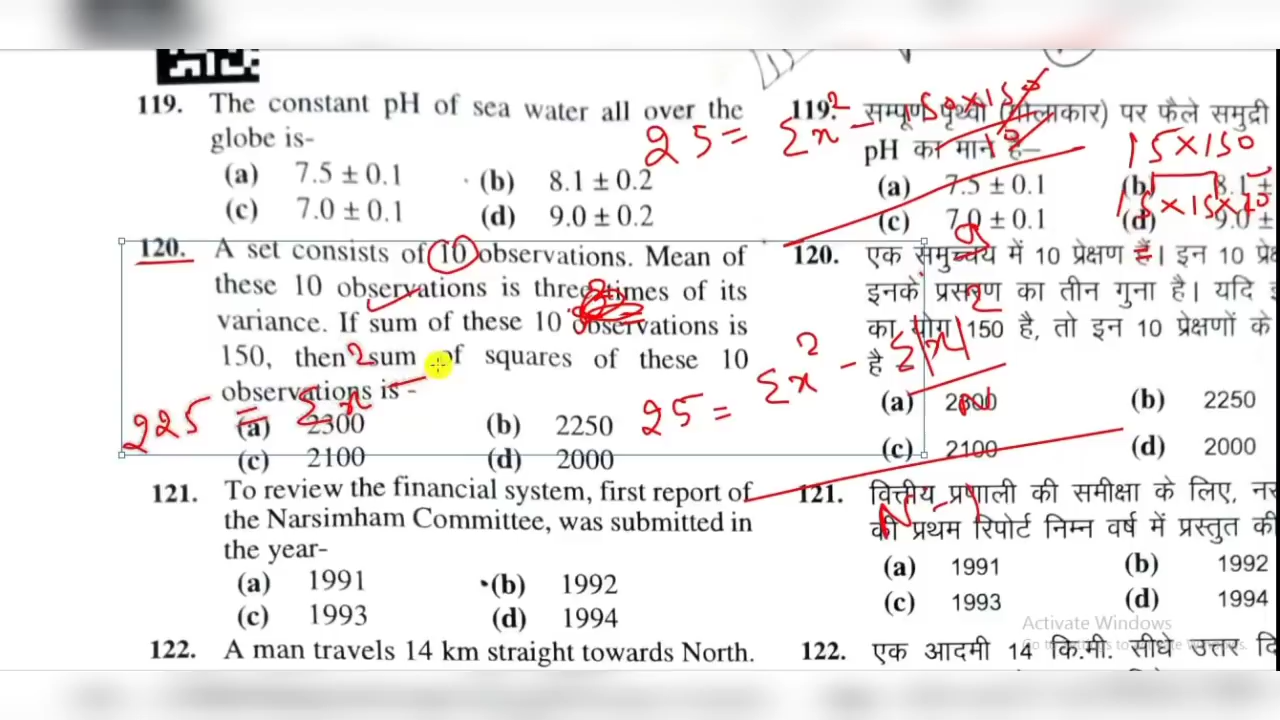 119. The constant pH of sea water all over the
globe is-
(a) 7.5 ± 0.1
(b) 8.1 ± 0.2
(c) 7.0 ± 0.1
(d) 9.0 ± 0.2
120. A set consists of 10 observations. Mean of
these 10 observations is three times of its
variance. If sum of these 10 observations is
150, then sum of squares of these 10
observations is -
(a) 2300
(b) 2250
(c) 2100
(d) 2000
121. To review the financial system, first report of
the Narsimham Committee, was submitted in
the year-
(a) 1991
(b) 1992
(c) 1993
(d) 1994
122. A man travels 14 km straight towards North.
119. सम्पूर्ण पृथ्वी (गोलाकार) पर फैले समुद्री
pH का मान है–
(a) 7.5 ± 0.1
(b) 8.1 ±
(c) 7.0 ± 0.1
(d) 9.0 ±
120. एक समुच्चय में 10 प्रेक्षण हैं। इन 10
इनके प्रसरण का तीन गुना है। यदि
का योग 150 है, तो इन 10 प्रेक्षणों के
है
(a) 2300
(b) 2250
(c) 2100
(d) 2000
121. वित्तीय प्रणाली की समीक्षा के लिए,
की प्रथम रिपोर्ट निम्न वर्ष में प्रस्तुत
(a) 1991
(b) 1992
(c) 1993
(d) 1994
122. एक आदमी 14 कि.मी. सीधे उत्तर
25 = Σx² -
15×150
15×15×10
225 = Σx²
25 = Σx² - Σ|x|²
N-1
Activate Windows